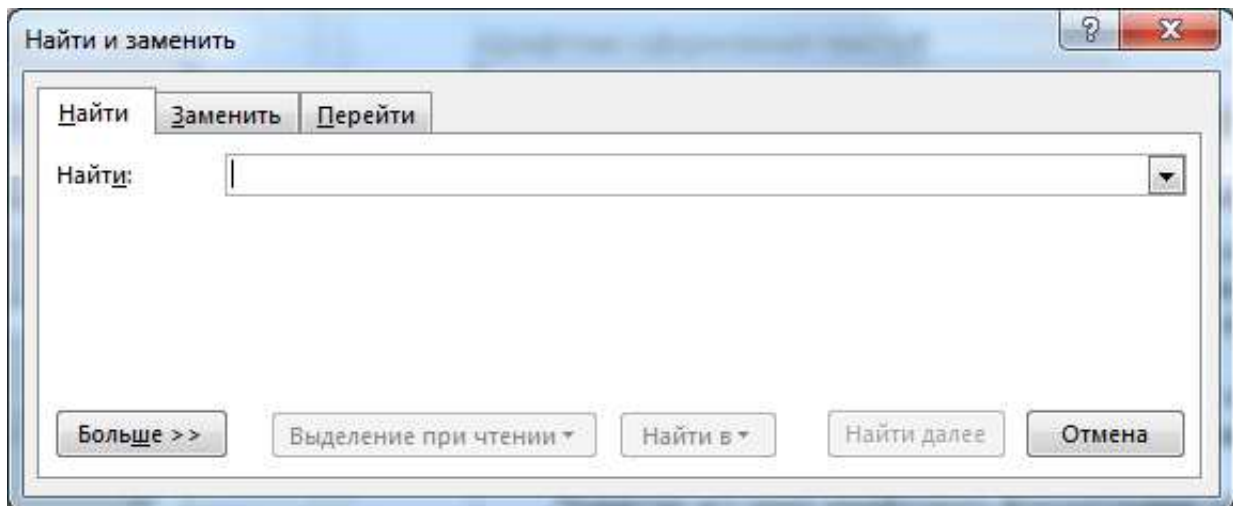 Найти и заменить
Найти Заменить Перейти
Найти:
Больше >> Выделение при чтении Найти в Найти далее Отмена